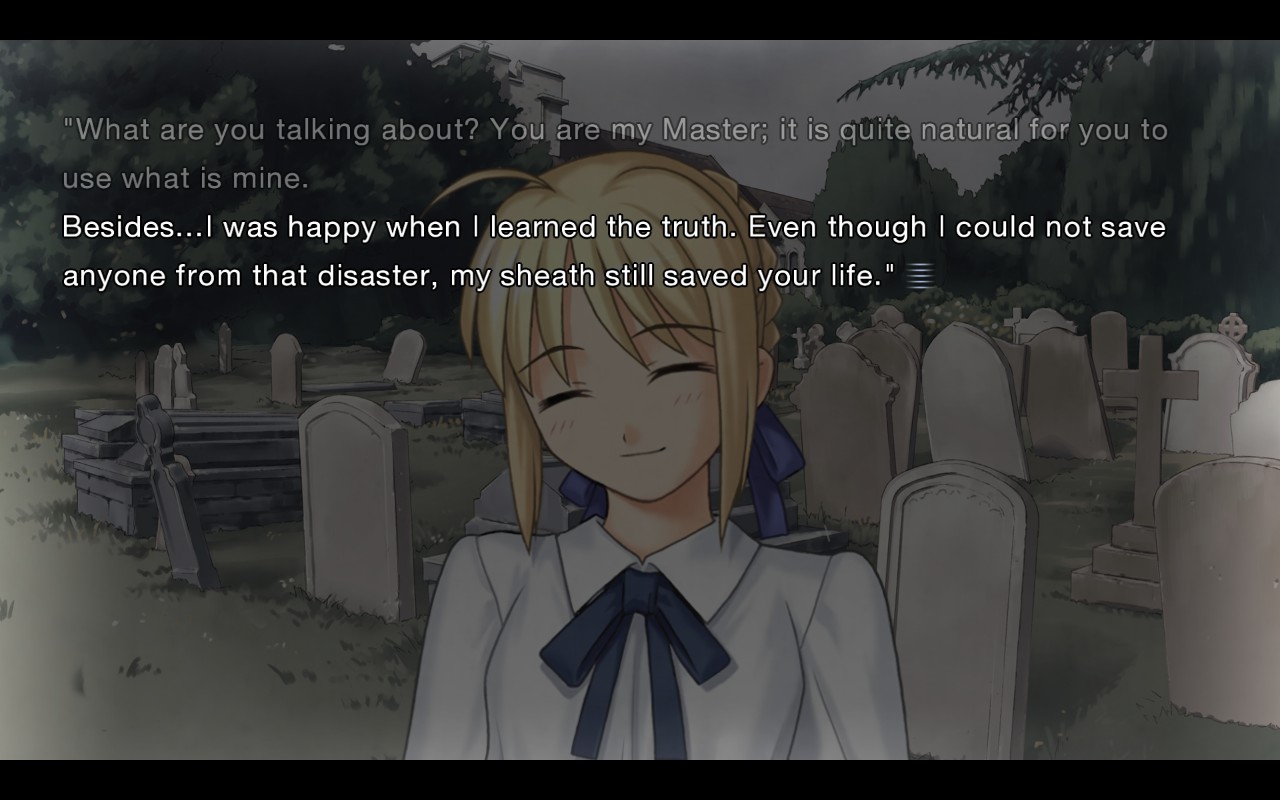 "What are you talking about? You are my Master; it is quite natural for you to
use what is mine.
Besides...I was happy when I learned the truth. Even though I could not save
anyone from that disaster, my sheath still saved your life."